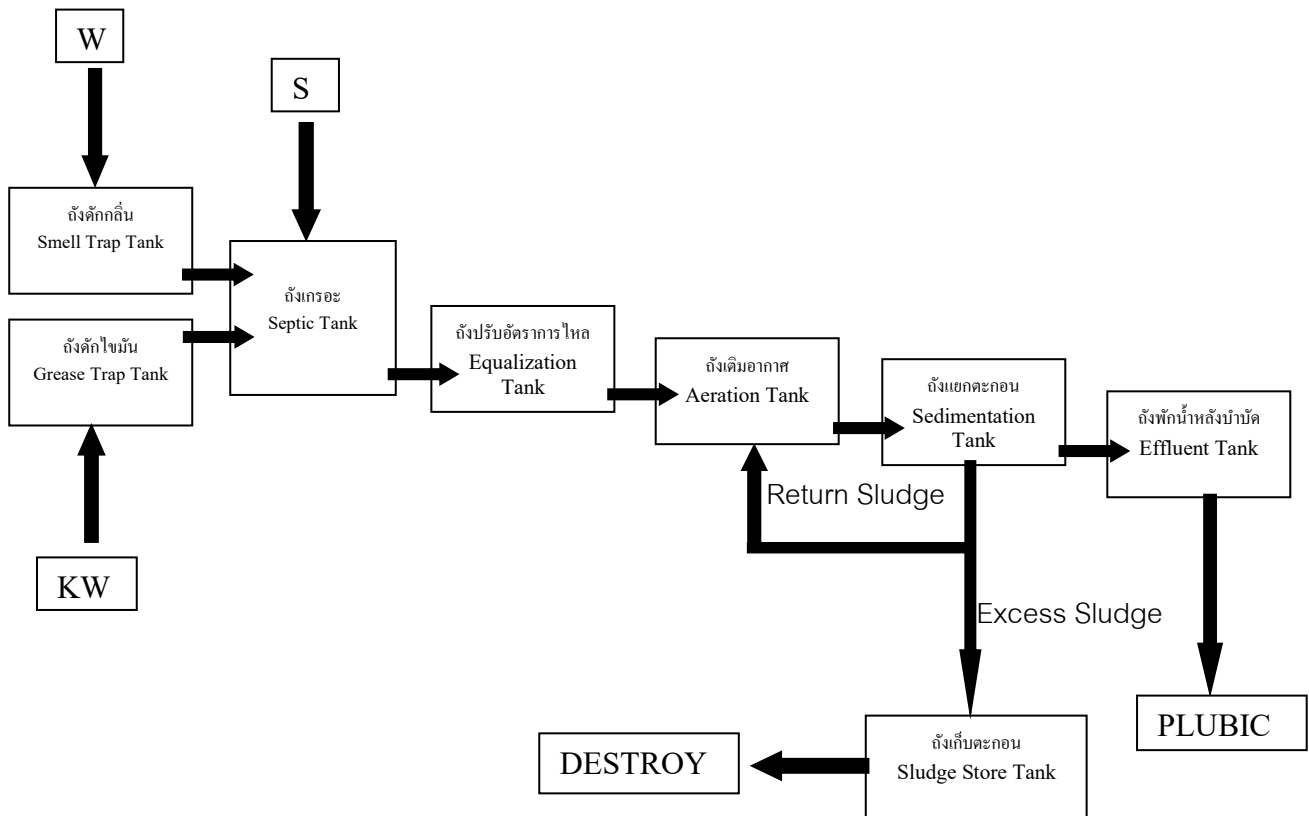 W
S
ถังดักกลิ่น
Smell Trap Tank
ถังเกรอะ
Septic Tank
ถังดักไขมัน
Grease Trap Tank
ถังปรับอัตราการไหล
Equalization
Tank
ถังเติมอากาศ
Aeration Tank
ถังแยกตะกอน
Sedimentation
Tank
ถังพักน้ำหลังบำบัด
Effluent Tank
Return Sludge
KW
Excess Sludge
PLUBIC
DESTROY
ถังเก็บตะกอน
Sludge Store Tank